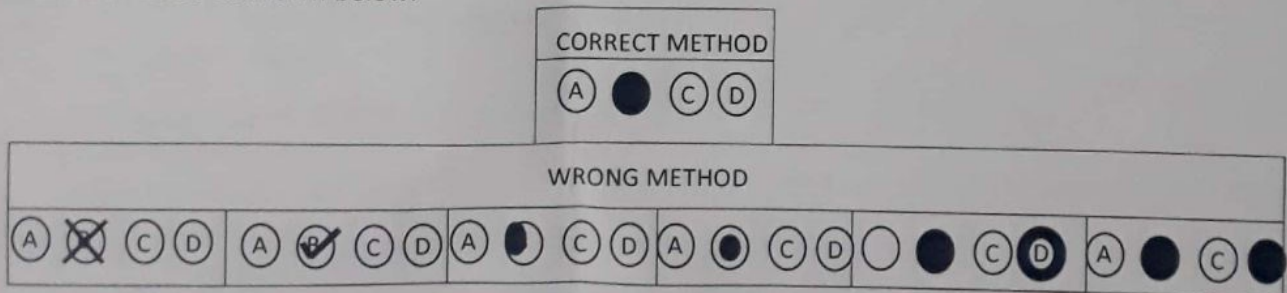 CORRECT METHOD
A C D
WRONG METHOD
A C D A B C D A C D A C D C D A C